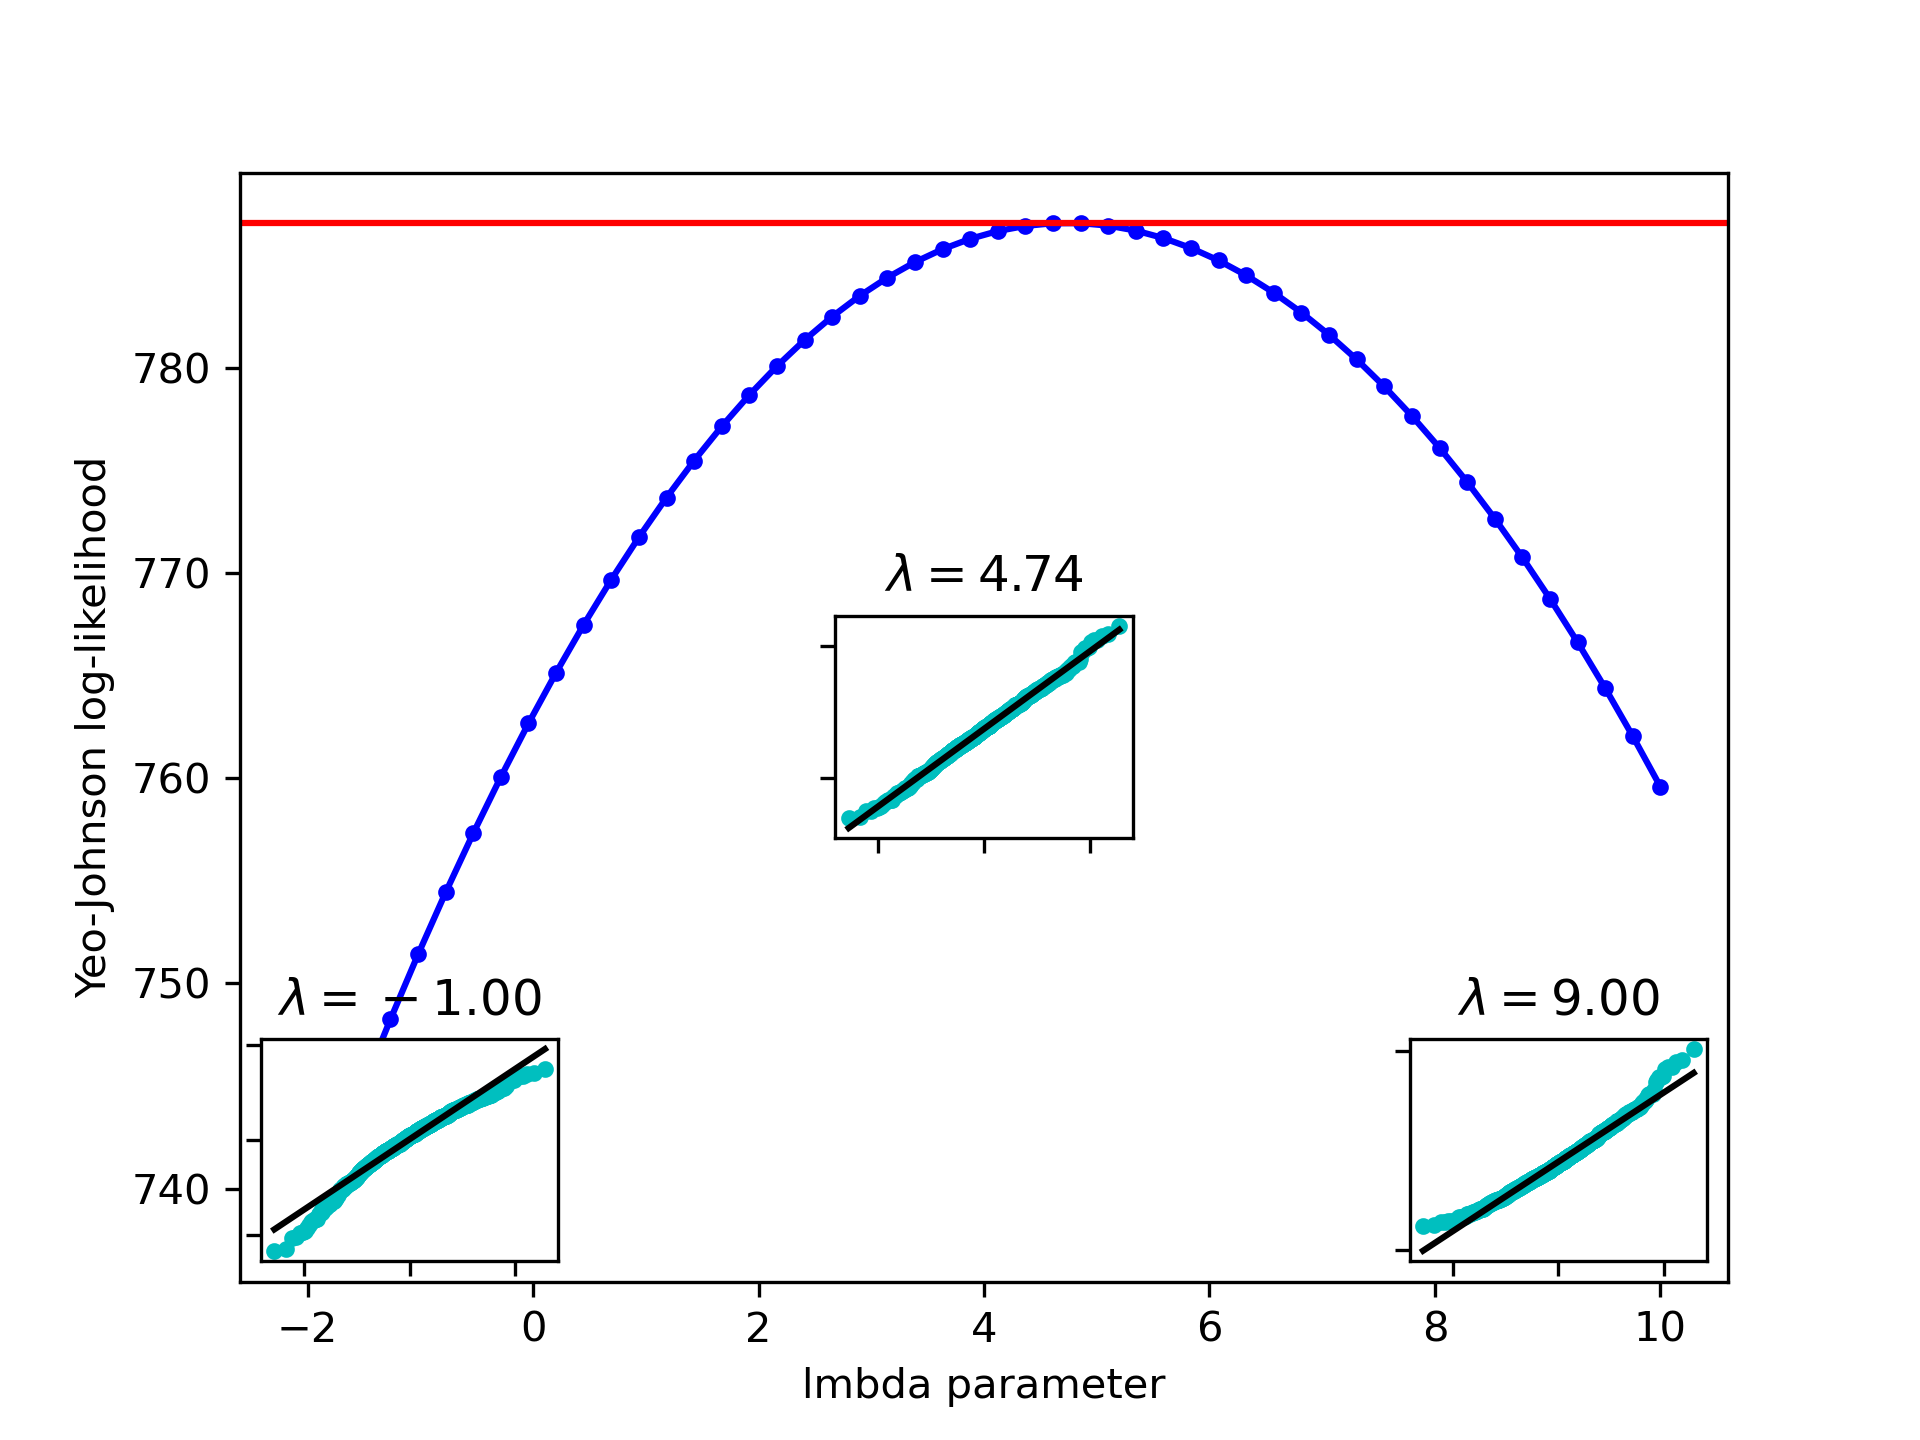 780
770
760
750
740
Yeo-Johnson log-likelihood
λ = 4.74
λ = −1.00
λ = 9.00
−2 0 2 4 6 8 10
lmbda parameter